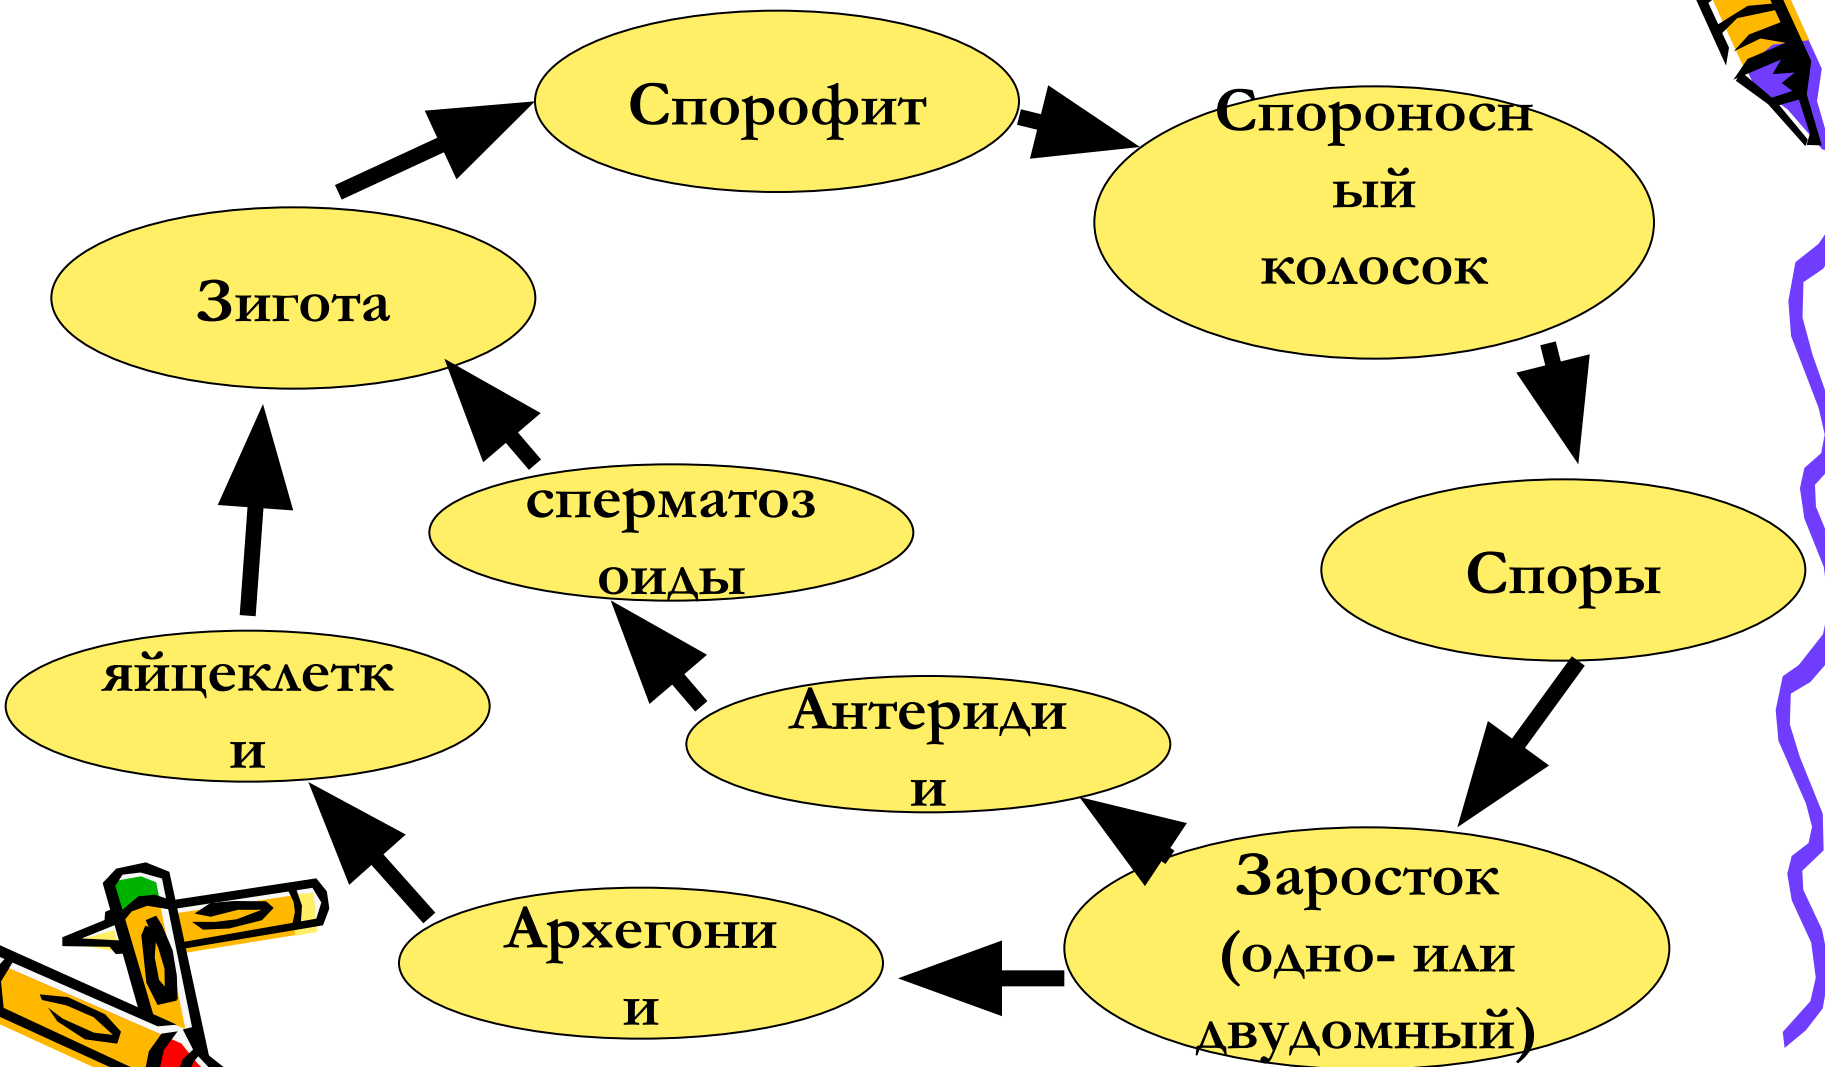 Спорофит
Спороносн
ый
колосок
Зигота
сперматоз
оиды
Споры
яйцеклетк
и
Антериди
и
Заросток
(одно- или
двудомный)
Архегони
и